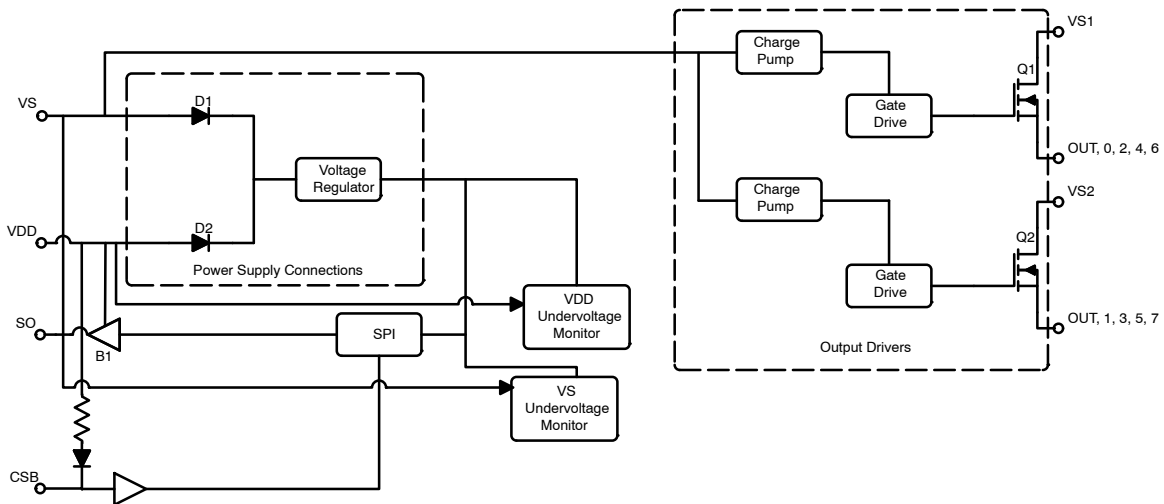 VS
D1
Voltage
Regulator
VDD
D2
Power Supply Connections
VDD
Undervoltage
Monitor
SO
B1
SPI
VS
Undervoltage
Monitor
CSB
Charge
Pump
Gate
Drive
Q1
VS1
OUT, 0, 2, 4, 6
Charge
Pump
Gate
Drive
Q2
VS2
OUT, 1, 3, 5, 7
Output Drivers